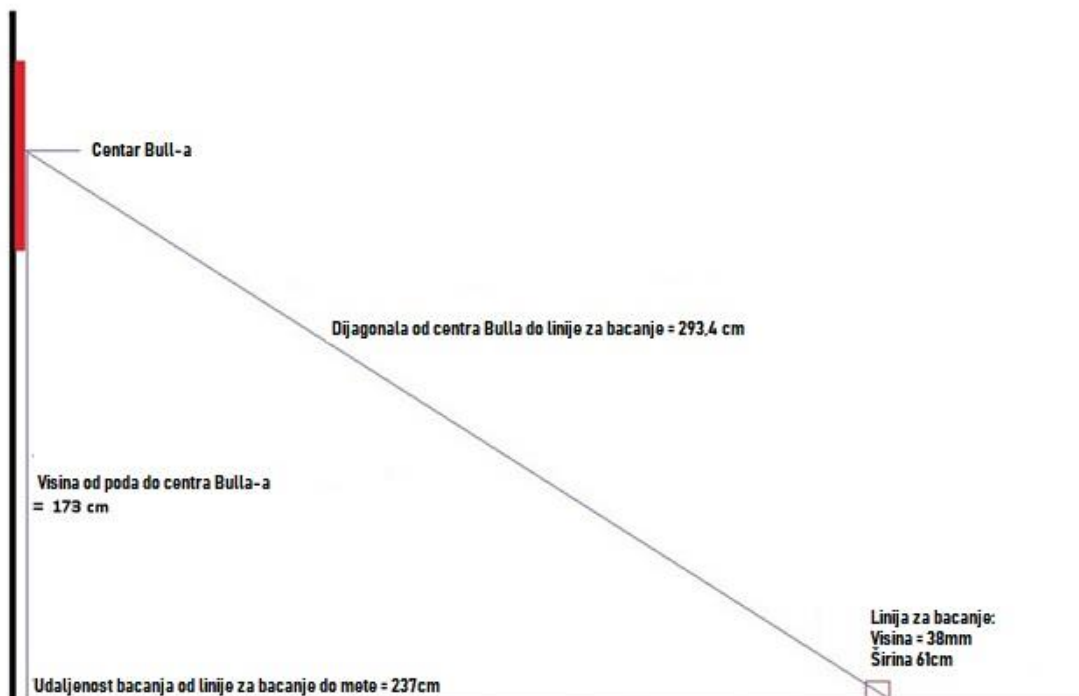 Centar Bull-a
Dijagonala od centra Bulla do linije za bacanje = 293,4 cm
Visina od poda do centra Bulla-a
= 173 cm
Linija za bacanje:
Visina = 38mm
Širina 61cm
Udaljenost bacanja od linije za bacanje do mete = 237cm